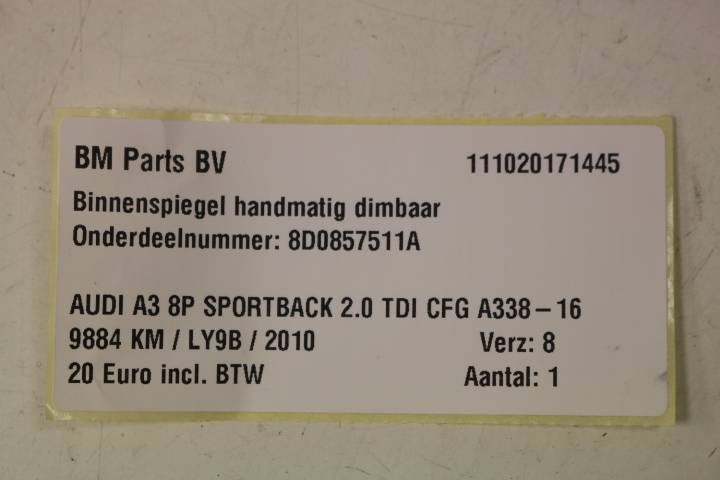 BM Parts BV 111020171445
Binnenspiegel handmatig dimbaar
Onderdeelnummer: 8D0857511A
AUDI A3 8P SPORTBACK 2.0 TDI CFG A338-16
9884 KM / LY9B / 2010 Verz: 8
20 Euro incl. BTW Aantal: 1